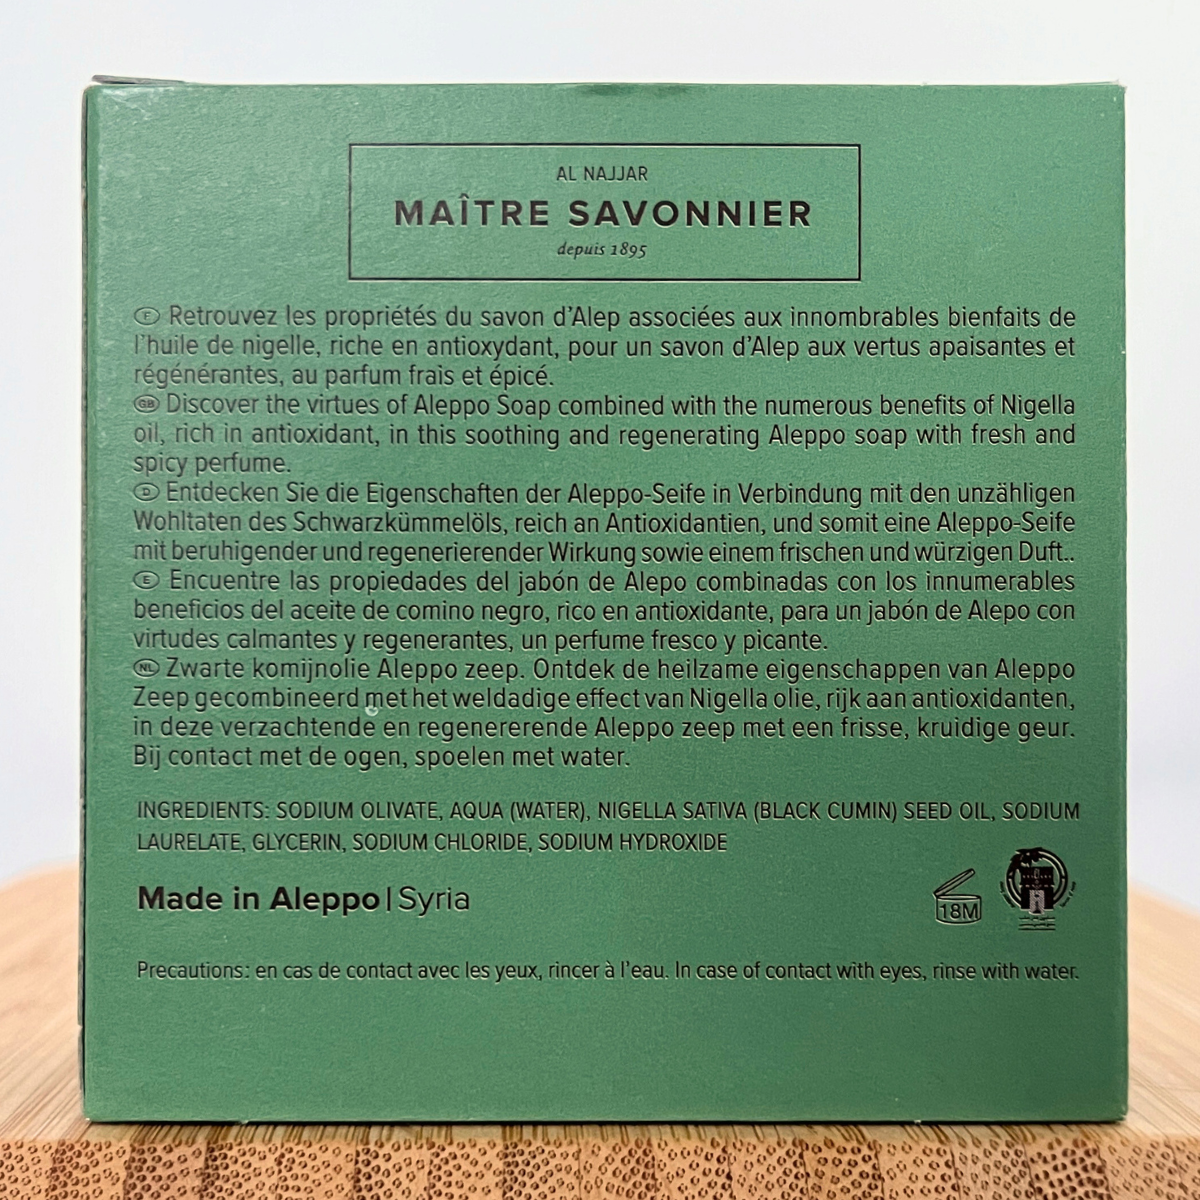 AL NAJJAR
MAÎTRE SAVONNIER
depuis 1895
F Retrouvez les propriétés du savon d'Alep associées aux innombrables bienfaits de
l'huile de nigelle, riche en antioxydant, pour un savon d'Alep aux vertus apaisantes et
régénérantes, au parfum frais et épicé.
GB Discover the virtues of Aleppo Soap combined with the numerous benefits of Nigella
oil, rich in antioxidant, in this soothing and regenerating Aleppo soap with fresh and
spicy perfume.
D Entdecken Sie die Eigenschaften der Aleppo-Seife in Verbindung mit den unzähligen
Wohltaten des Schwarzkümmelöls, reich an Antioxidantien, und somit eine Aleppo-Seife
mit beruhigender und regenerierender Wirkung sowie einem frischen und würzigen Duft..
E Encuentre las propiedades del jabón de Alepo combinadas con los innumerables
beneficios del aceite de comino negro, rico en antioxidante, para un jabón de Alepo con
virtudes calmantes y regenerantes, un perfume fresco y picante.
NL Zwarte komijnolie Aleppo zeep. Ontdek de heilzame eigenschappen van Aleppo
Zeep gecombineerd met het weldadige effect van Nigella olie, rijk aan antioxidanten,
in deze verzachtende en regenererende Aleppo zeep met een frisse, kruidige geur.
Bij contact met de ogen, spoelen met water.
INGREDIENTS: SODIUM OLIVATE, AQUA (WATER), NIGELLA SATIVA (BLACK CUMIN) SEED OIL, SODIUM
LAURELATE, GLYCERIN, SODIUM CHLORIDE, SODIUM HYDROXIDE
Made in Aleppo | Syria
18M
Precautions: en cas de contact avec les yeux, rincer à l'eau. In case of contact with eyes, rinse with water.